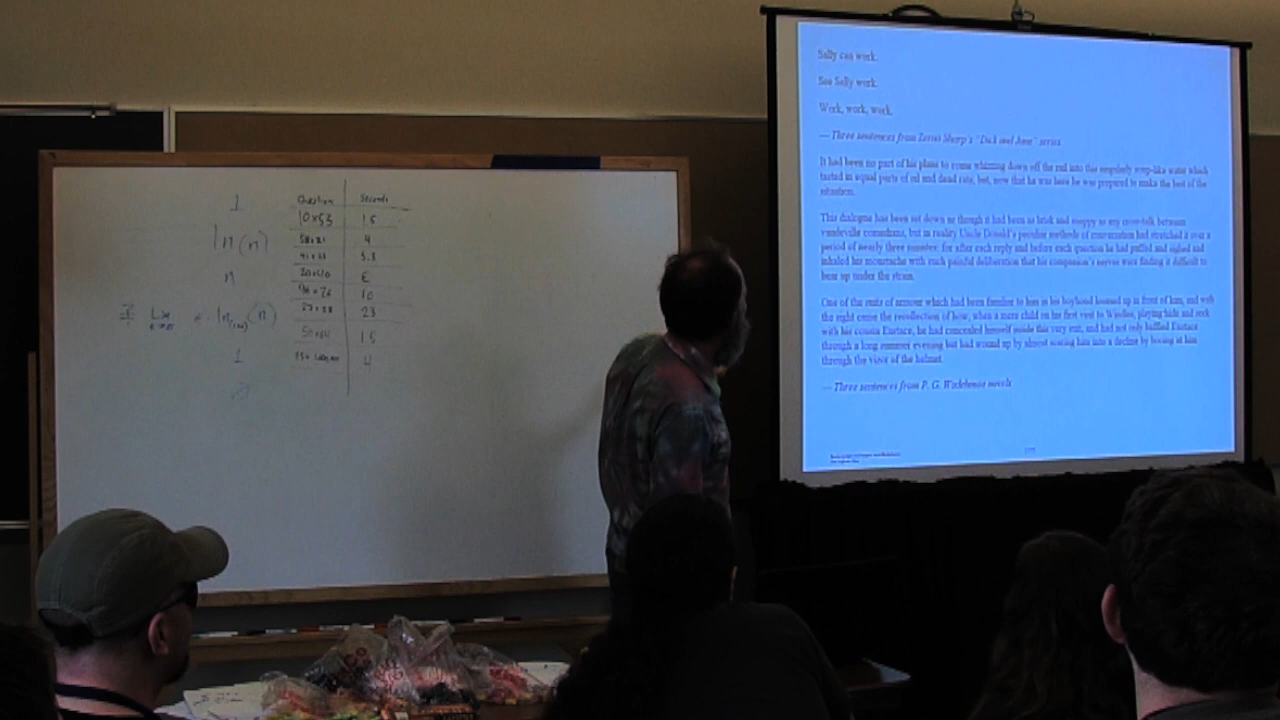 1
ln(n)
n
Lim
1
Question Seconds
10x53 1.5
4
10
23
1.5
4
Sally can work.
See Sally work.
Work, work, work.
—Three sentences from Zerna Sharp's "Dick and Jane" series
It had been no part of his plans to come whizzing down off the rail into this singularly soup-like water which
tasted in equal parts of oil and dead rats; but, now that he was here he was prepared to make the best of the
situation.
This dialogue has been set down as though it had been as brisk and snappy as any cross-talk between
vaudeville comedians, but in reality Uncle Donald's peculiar methods of conversation had stretched it over a
period of nearly three minutes: for after each reply and before each question he had puffed and sighed and
inhaled his moustache with such painful deliberation that his companion's nerves were finding it difficult to
bear up under the strain.
One of the suits of armour which had been familiar to him in his boyhood loomed up in front of him, and with
the sight came the recollection of how, when a mere child on his first visit to Windles, playing hide and seek
with his cousin Eustace, he had concealed himself inside this very suit, and had not only baffled Eustace
through a long summer evening but had wound up by almost scaring him into a decline by booing at him
through the vizor of the helmet.
—Three sentences from P. G. Wodehouse novels